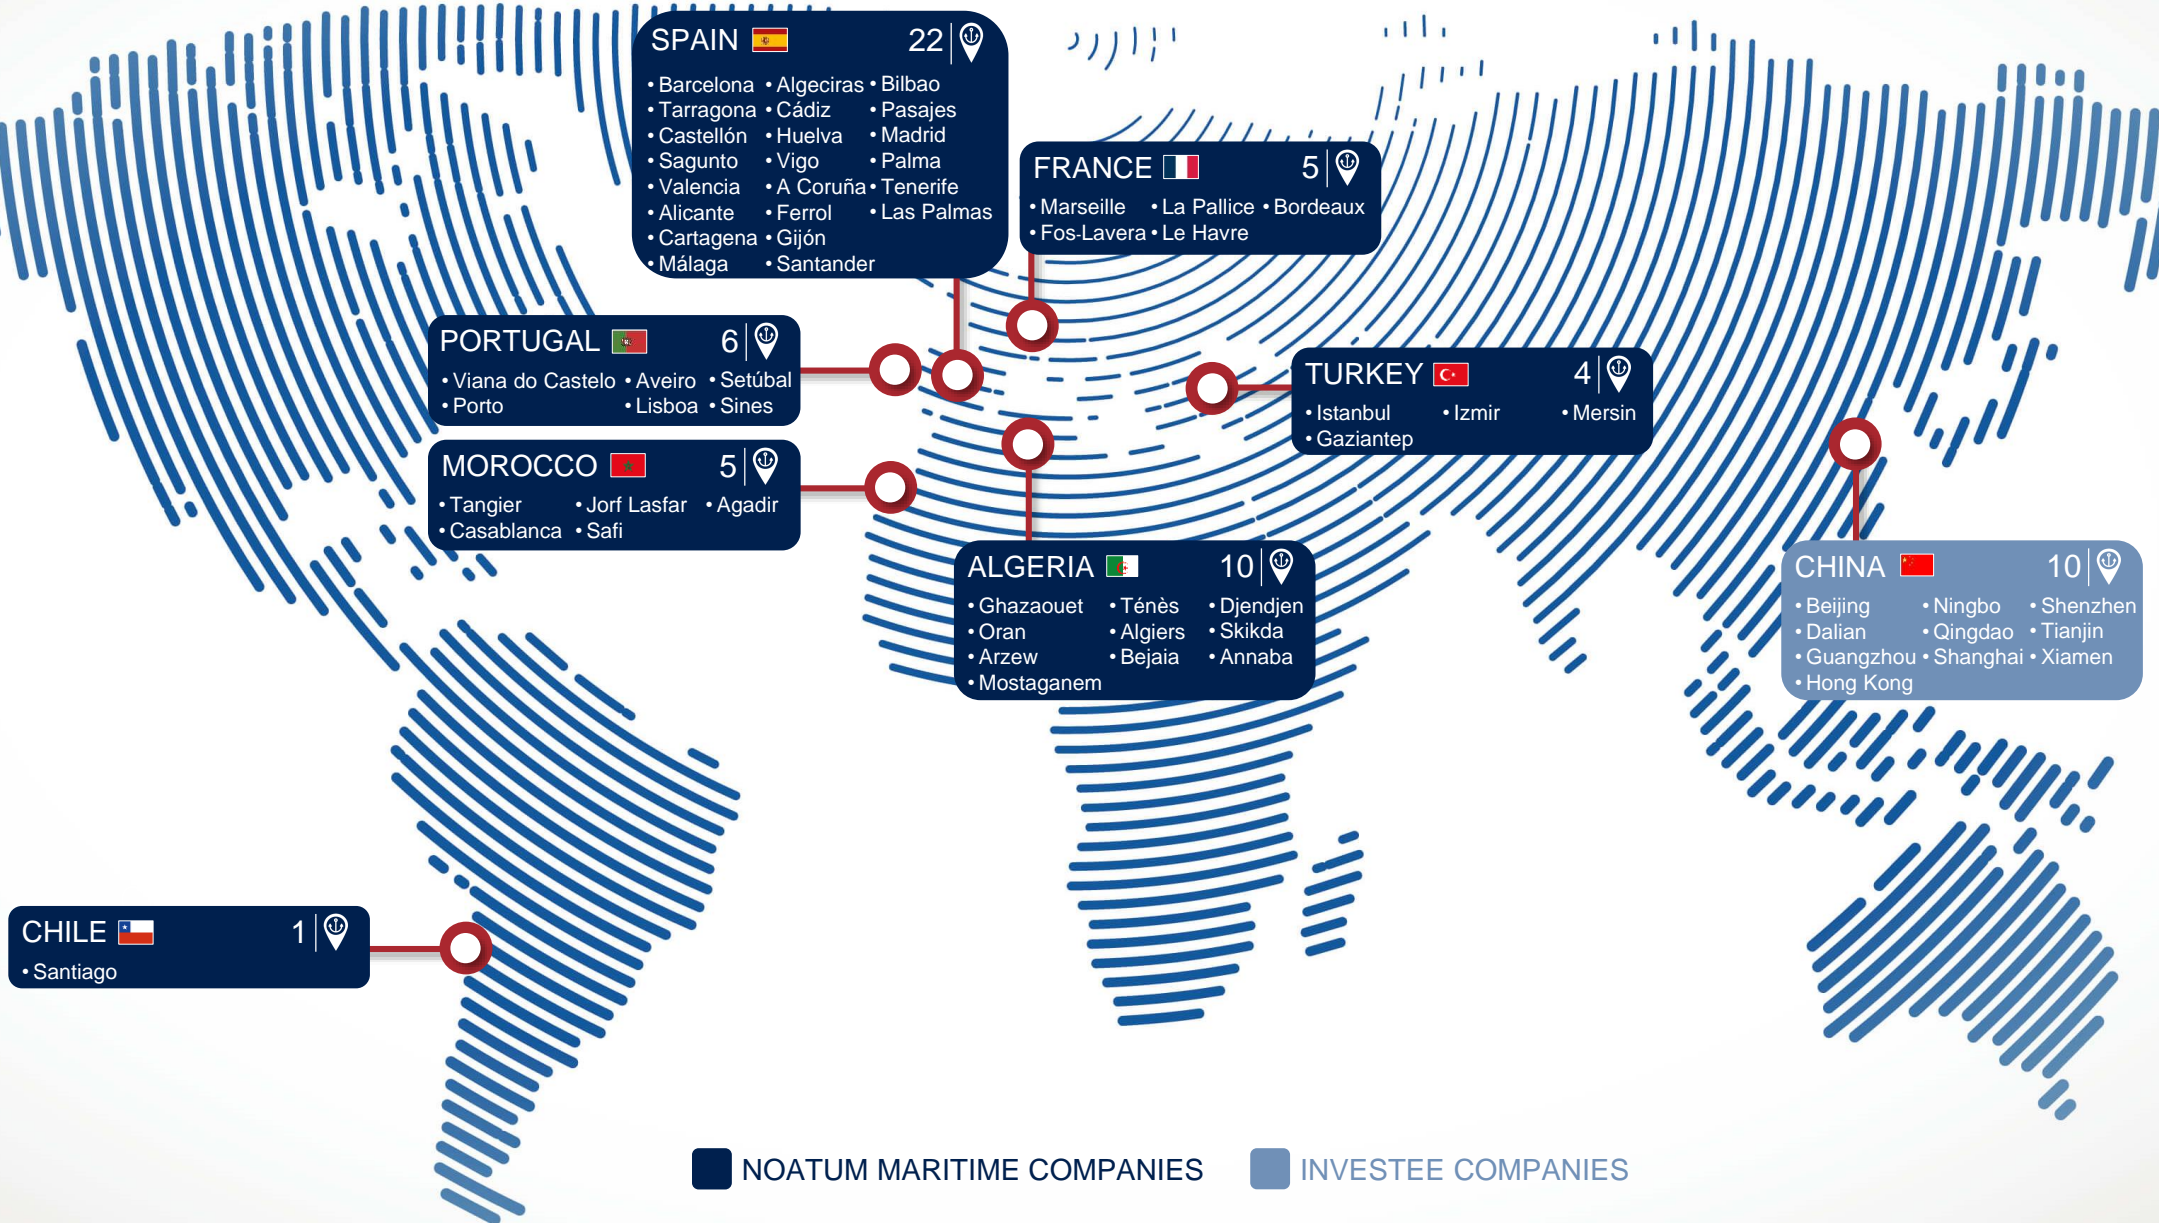 SPAIN 22
• Barcelona • Algeciras • Bilbao
• Tarragona • Cádiz • Pasajes
• Castellón • Huelva • Madrid
• Sagunto • Vigo • Palma
• Valencia • A Coruña • Tenerife
• Alicante • Ferrol • Las Palmas
• Cartagena • Gijón
• Málaga • Santander
FRANCE 5
• Marseille • La Pallice • Bordeaux
• Fos-Lavera • Le Havre
PORTUGAL 6
• Viana do Castelo • Aveiro • Setúbal
• Porto • Lisboa • Sines
TURKEY 4
• Istanbul • Izmir • Mersin
• Gaziantep
MOROCCO 5
• Tangier • Jorf Lasfar • Agadir
• Casablanca • Safi
ALGERIA 10
• Ghazaouet • Ténès • Djendjen
• Oran • Algiers • Skikda
• Arzew • Bejaia • Annaba
• Mostaganem
CHINA 10
• Beijing • Ningbo • Shenzhen
• Dalian • Qingdao • Tianjin
• Guangzhou • Shanghai • Xiamen
• Hong Kong
CHILE 1
• Santiago
NOATUM MARITIME COMPANIES
INVESTEE COMPANIES